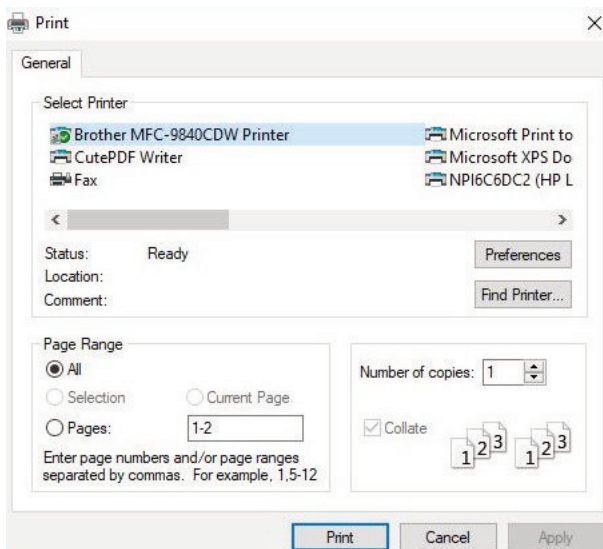 Print
General
Select Printer
Brother MFC-9840CDW Printer
Microsoft Print to
CutePDF Writer
Microsoft XPS Do
Fax
NPI6C6DC2 (HP L
Status: Ready
Preferences
Location:
Comment:
Find Printer...
Page Range
All
Selection
Current Page
Pages: 1-2
Enter page numbers and/or page ranges
separated by commas. For example, 1,5-12
Number of copies: 1
Collate
1 2 3 1 2 3
Print Cancel Apply